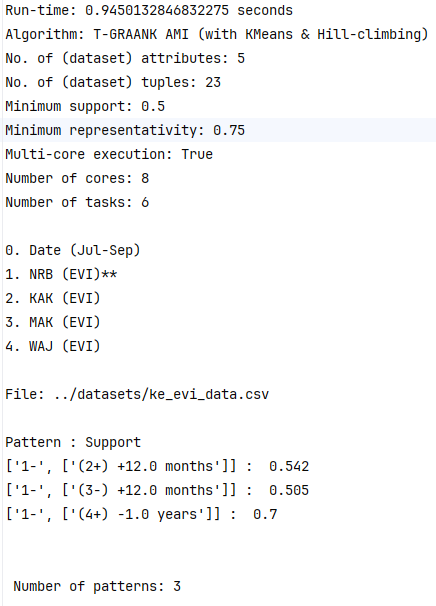 Run-time: 0.9450132846832275 seconds
Algorithm: T-GRAANK AMI (with KMeans & Hill-climbing)
No. of (dataset) attributes: 5
No. of (dataset) tuples: 23
Minimum support: 0.5
Minimum representativity: 0.75
Multi-core execution: True
Number of cores: 8
Number of tasks: 6
0. Date (Jul-Sep)
1. NRB (EVI)**
2. KAK (EVI)
3. MAK (EVI)
4. WAJ (EVI)
File: ../datasets/ke_evi_data.csv
Pattern : Support
['1-', ['(2+) +12.0 months']] :  0.542
['1-', ['(3-) +12.0 months']] :  0.505
['1-', ['(4+) -1.0 years']] :  0.7
Number of patterns: 3